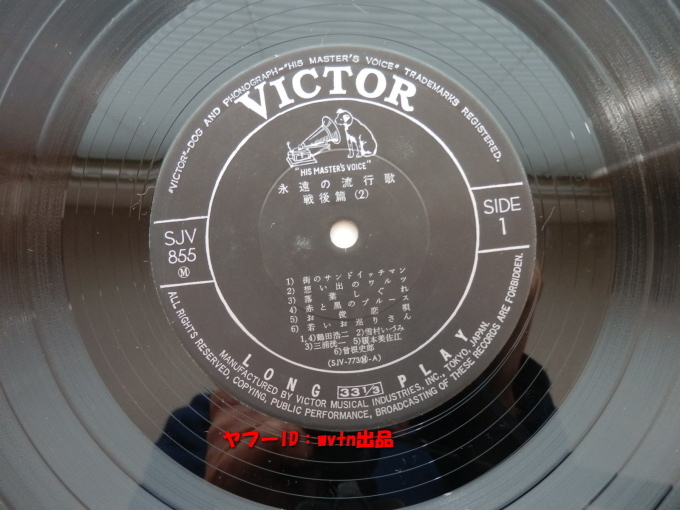 "VICTOR"-DOG AND PHONOGRAPH-"HIS MASTER'S VOICE" TRADEMARKS REGISTERED.
VICTOR
"HIS MASTER'S VOICE"
永遠の流行歌
戦後篇 (2)
SJV
855
Ⓜ
SIDE
1
1) 街のサンドイッチマン
2) 想い出のワルツ
3) 落葉しぐれ
4) 赤と黒のブルース
5) お俊恋唄
6) 若いお巡りさん
1,4) 鶴田浩二 2) 雪村いづみ
3) 三浦洸一 5) 榎本美佐江
6) 曽根史郎
(SJV-773Ⓜ-A)
LONG 33 1/3 PLAY
MANUFACTURED BY VICTOR MUSICAL INDUSTRIES, INC., TOKYO, JAPAN.
ALL RIGHTS RESERVED, COPYING, PUBLIC PERFORMANCE, BROADCASTING OF THESE RECORDS ARE FORBIDDEN.
ヤフーID：mvtn出品